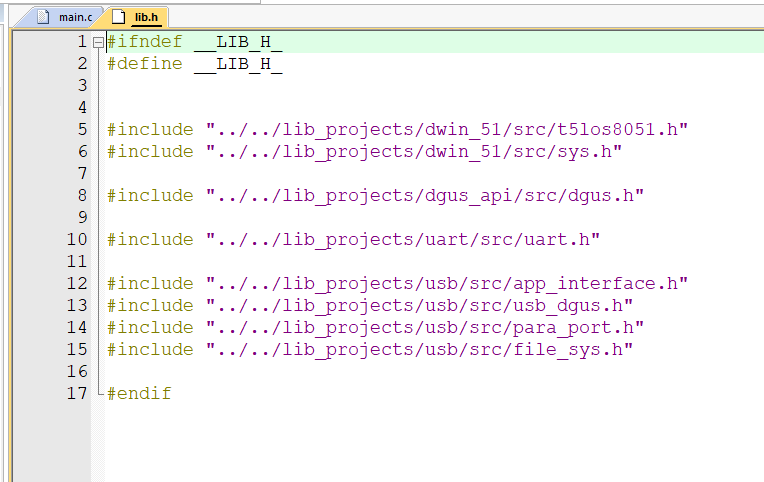 main.c lib.h
1 #ifndef __LIB_H_
2 #define __LIB_H_
3
4
5 #include "../../lib_projects/dwin_51/src/t5los8051.h"
6 #include "../../lib_projects/dwin_51/src/sys.h"
7
8 #include "../../lib_projects/dgus_api/src/dgus.h"
9
10 #include "../../lib_projects/uart/src/uart.h"
11
12 #include "../../lib_projects/usb/src/app_interface.h"
13 #include "../../lib_projects/usb/src/usb_dgus.h"
14 #include "../../lib_projects/usb/src/para_port.h"
15 #include "../../lib_projects/usb/src/file_sys.h"
16
17 #endif